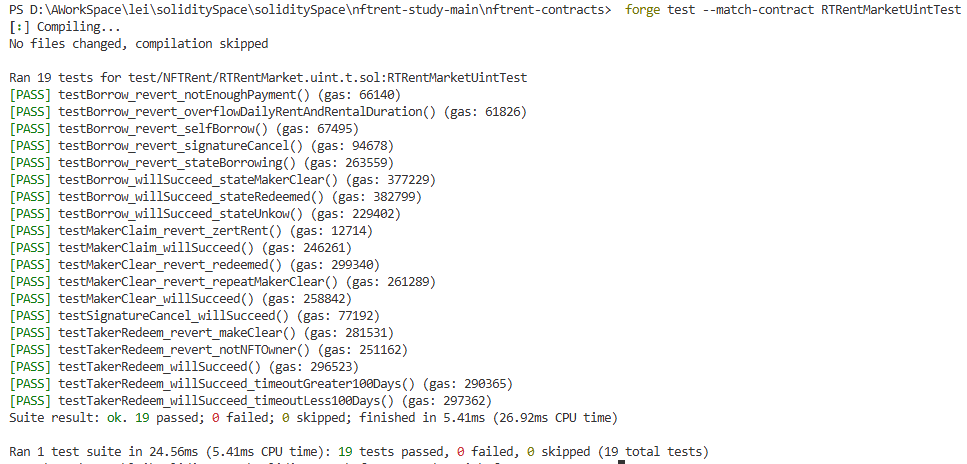 PS D:\AWorkSpace\lei\soliditySpace\soliditySpace\nftrent-study-main\nftrent-contracts>  forge test --match-contract RTRentMarketUintTest
[⠊] Compiling...
No files changed, compilation skipped
Ran 19 tests for test/NFTRent/RTRentMarket.uint.t.sol:RTRentMarketUintTest
[PASS] testBorrow_revert_notEnoughPayment() (gas: 66140)
[PASS] testBorrow_revert_overflowDailyRentAndRentalDuration() (gas: 61826)
[PASS] testBorrow_revert_selfBorrow() (gas: 67495)
[PASS] testBorrow_revert_signatureCancel() (gas: 94678)
[PASS] testBorrow_revert_stateBorrowing() (gas: 263559)
[PASS] testBorrow_willSucceed_stateMakerClear() (gas: 377229)
[PASS] testBorrow_willSucceed_stateRedeemed() (gas: 382799)
[PASS] testBorrow_willSucceed_stateUnkow() (gas: 229402)
[PASS] testMakerClaim_revert_zertRent() (gas: 12714)
[PASS] testMakerClaim_willSucceed() (gas: 246261)
[PASS] testMakerClear_revert_redeemed() (gas: 299340)
[PASS] testMakerClear_revert_repeatMakerClear() (gas: 261289)
[PASS] testMakerClear_willSucceed() (gas: 258842)
[PASS] testSignatureCancel_willSucceed() (gas: 77192)
[PASS] testTakerRedeem_revert_makeClear() (gas: 281531)
[PASS] testTakerRedeem_revert_notNFTOwner() (gas: 251162)
[PASS] testTakerRedeem_willSucceed() (gas: 296523)
[PASS] testTakerRedeem_willSucceed_timeoutGreater100Days() (gas: 290365)
[PASS] testTakerRedeem_willSucceed_timeoutLess100Days() (gas: 297362)
Suite result: ok. 19 passed; 0 failed; 0 skipped; finished in 5.41ms (26.92ms CPU time)
Ran 1 test suite in 24.56ms (5.41ms CPU time): 19 tests passed, 0 failed, 0 skipped (19 total tests)